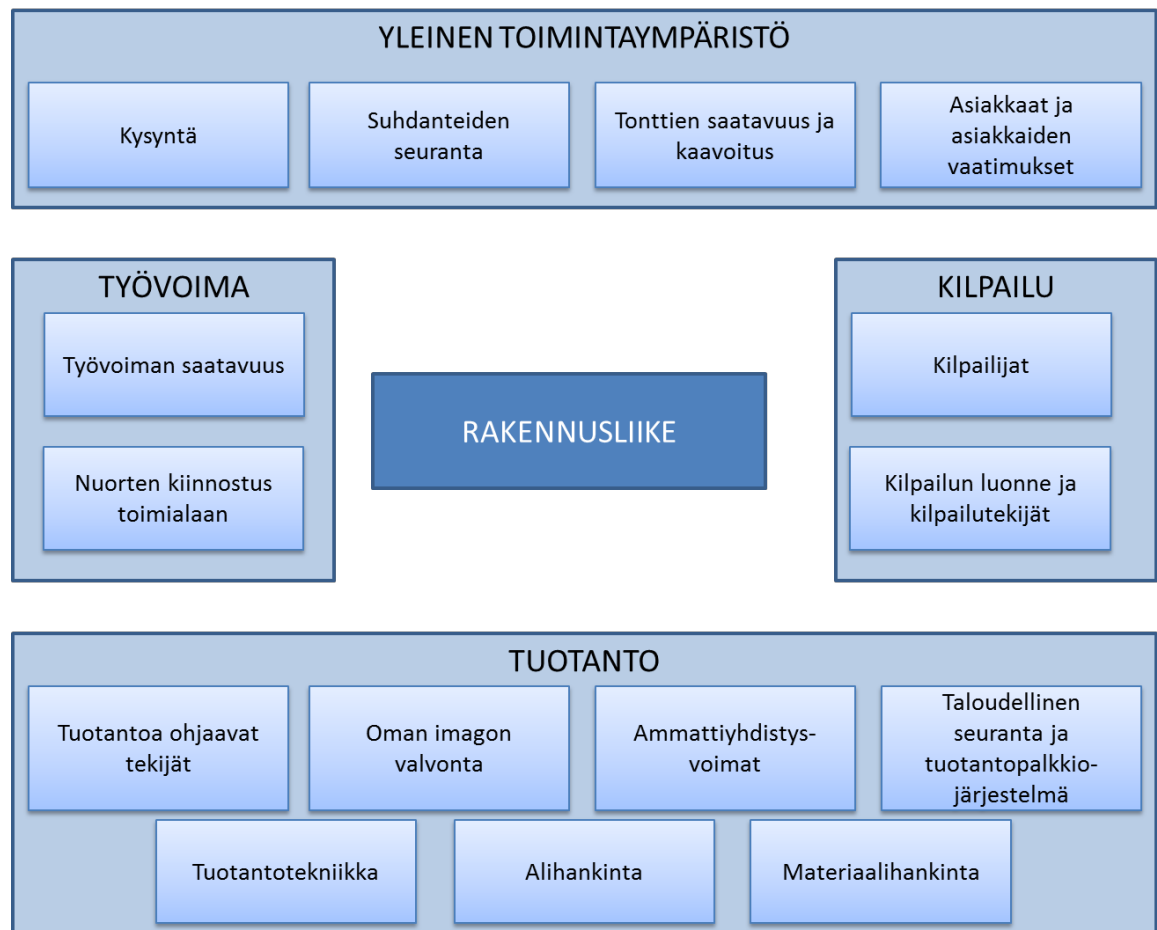 YLEINEN TOIMINTAYMPÄRISTÖ
Kysyntä
Suhdanteiden
seuranta
Tonttien saatavuus ja
kaavoitus
Asiakkaat ja
asiakkaiden
vaatimukset
TYÖVOIMA
Työvoiman saatavuus
Nuorten kiinnostus
toimialaan
RAKENNUSLIIKE
KILPAILU
Kilpailijat
Kilpailun luonne ja
kilpailutekijät
TUOTANTO
Tuotantoa ohjaavat
tekijät
Oman imagon
valvonta
Ammattiyhdistys-
voimat
Taloudellinen
seuranta ja
tuotantopalkkio-
järjestelmä
Tuotantotekniikka
Alihankinta
Materiaalihankinta